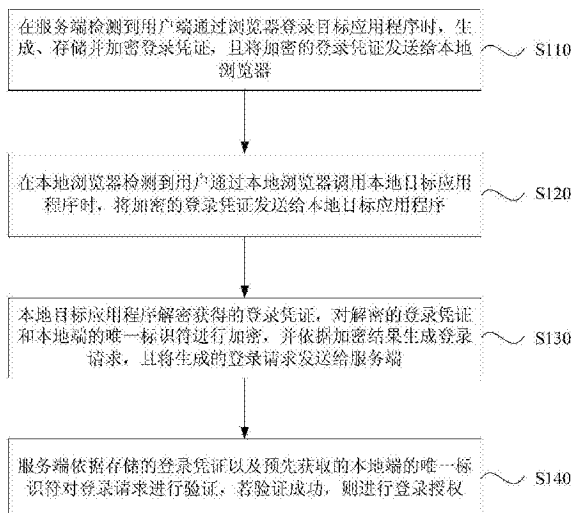 在服务端检测到用户端通过浏览器登录目标应用程序时，生
成、存储并加密登录凭证，且将加密的登录凭证发送给本地
浏览器
S110
在本地浏览器检测到用户通过本地浏览器调用本地目标应用
程序时，将加密的登录凭证发送给本地目标应用程序
S120
本地目标应用程序解密获得的登录凭证，对解密的登录凭证
和本地端的唯一标识符进行加密，并依据加密结果生成登录
请求，且将生成的登录请求发送给服务端
S130
服务端依据存储的登录凭证以及预先获取的本地端的唯一标
识符对登录请求进行验证，若验证成功，则进行登录授权
S140